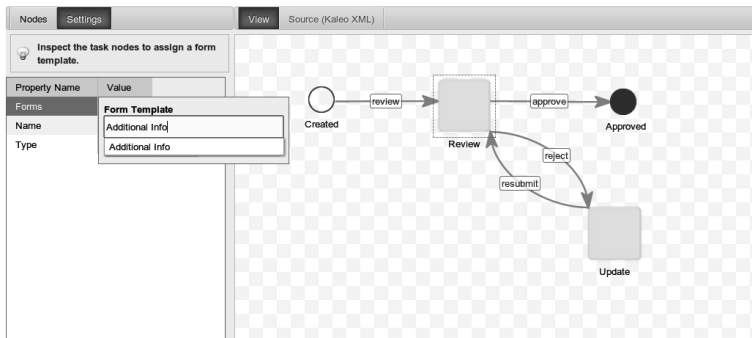 Nodes Settings
View Source (Kaleo XML)
Inspect the task nodes to assign a form
template.
Property Name Value
Forms
Name
Type
Form Template
Additional Info
Additional Info
review
approve
Created
Review
Approved
reject
resubmit
Update